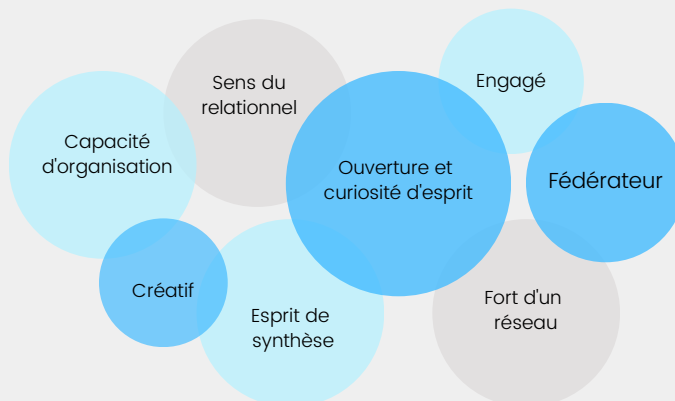 Sens du
relationnel
Engagé
Capacité
d'organisation
Ouverture et
curiosité d'esprit
Fédérateur
Créatif
Esprit de
synthèse
Fort d'un
réseau